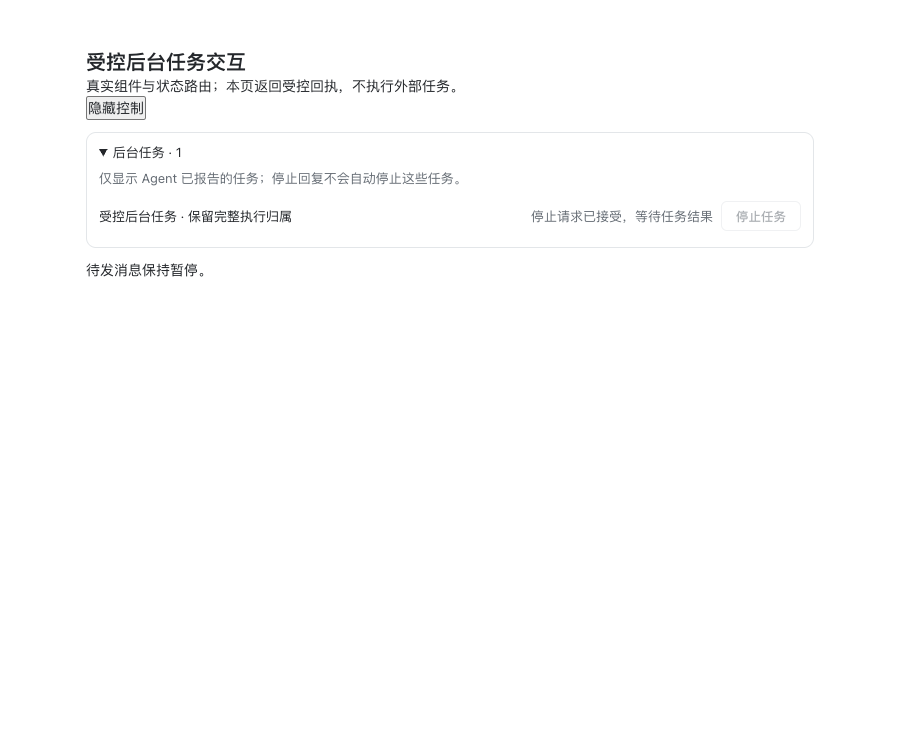 受控后台任务交互
真实组件与状态路由；本页返回受控回执，不执行外部任务。
隐藏控制
▼ 后台任务 · 1
仅显示 Agent 已报告的任务；停止回复不会自动停止这些任务。
受控后台任务 · 保留完整执行归属 停止请求已接受，等待任务结果 停止任务
待发消息保持暂停。